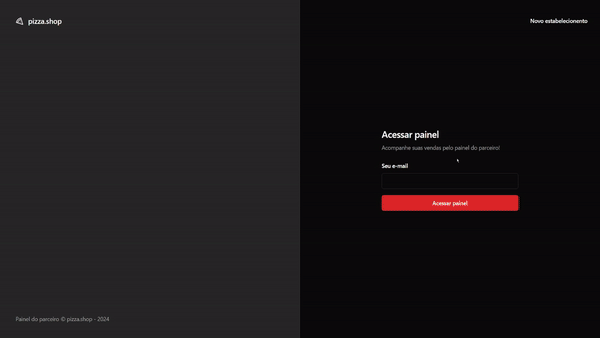 pizza.shop
Novo estabelecionento
Acessar painel
Acompanhe suas vendas pelo painel do parceiro!
Seu e-mail
Acessar painel
Painel do parceiro © pizza.shop - 2024